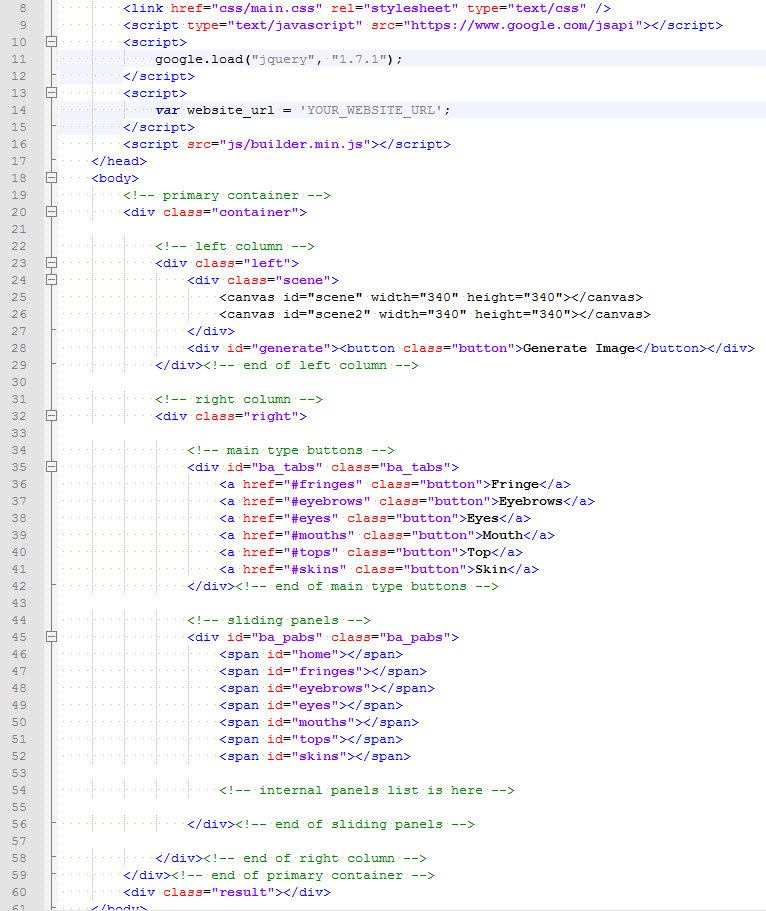 8 <link href="css/main.css" rel="stylesheet" type="text/css" />
9 <script type="text/javascript" src="https://www.google.com/jsapi"></script>
10 <script>
11 google.load("jquery", "1.7.1");
12 </script>
13 <script>
14 var website_url = 'YOUR_WEBSITE_URL';
15 </script>
16 <script src="js/builder.min.js"></script>
17 </head>
18 <body>
19 <!-- primary container -->
20 <div class="container">
21
22 <!-- left column -->
23 <div class="left">
24 <div class="scene">
25 <canvas id="scene" width="340" height="340"></canvas>
26 <canvas id="scene2" width="340" height="340"></canvas>
27 </div>
28 <div id="generate"><button class="button">Generate Image</button></div>
29 </div><!-- end of left column -->
30
31 <!-- right column -->
32 <div class="right">
33
34 <!-- main type buttons -->
35 <div id="ba_tabs" class="ba_tabs">
36 <a href="#fringes" class="button">Fringe</a>
37 <a href="#eyebrows" class="button">Eyebrows</a>
38 <a href="#eyes" class="button">Eyes</a>
39 <a href="#mouths" class="button">Mouth</a>
40 <a href="#tops" class="button">Top</a>
41 <a href="#skins" class="button">Skin</a>
42 </div><!-- end of main type buttons -->
43
44 <!-- sliding panels -->
45 <div id="ba_pabs" class="ba_pabs">
46 <span id="home"></span>
47 <span id="fringes"></span>
48 <span id="eyebrows"></span>
49 <span id="eyes"></span>
50 <span id="mouths"></span>
51 <span id="tops"></span>
52 <span id="skins"></span>
53
54 <!-- internal panels list is here -->
55
56 </div><!-- end of sliding panels -->
57
58 </div><!-- end of right column -->
59 </div><!-- end of primary container -->
60 <div class="result"></div>
61 </body>